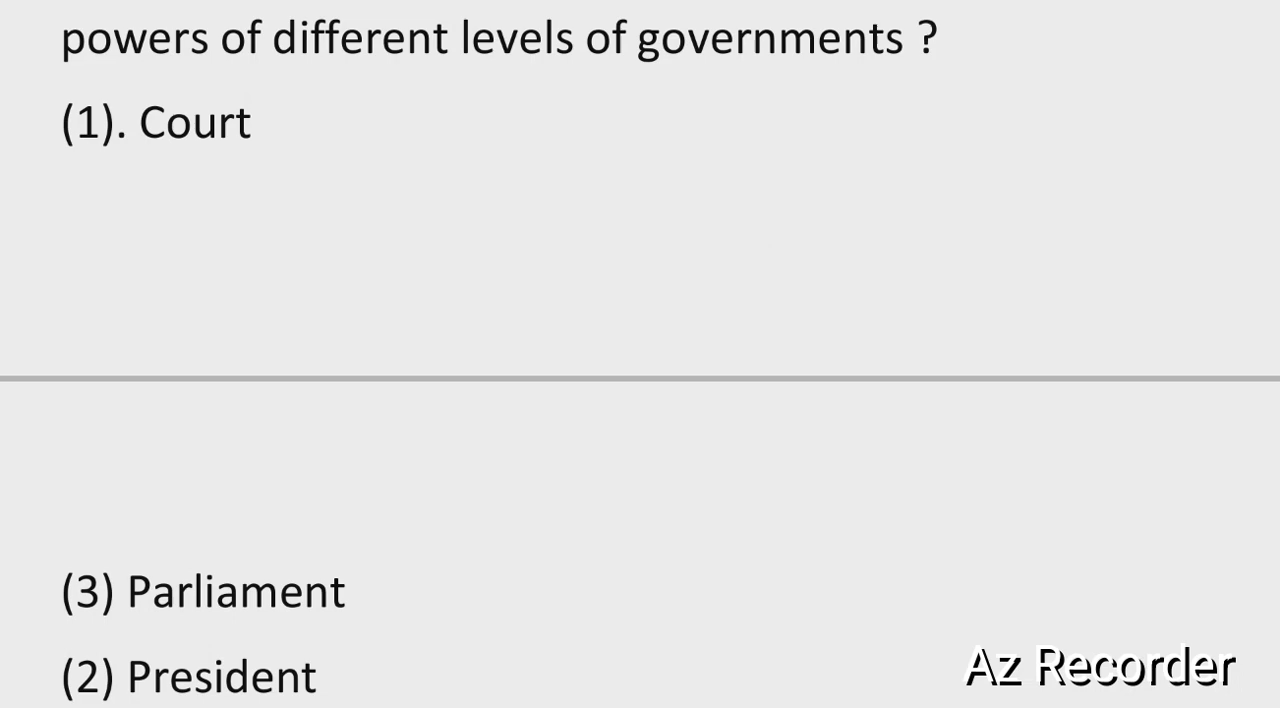 powers of different levels of governments ?
(1). Court
(3) Parliament
(2) President
Az Recorder